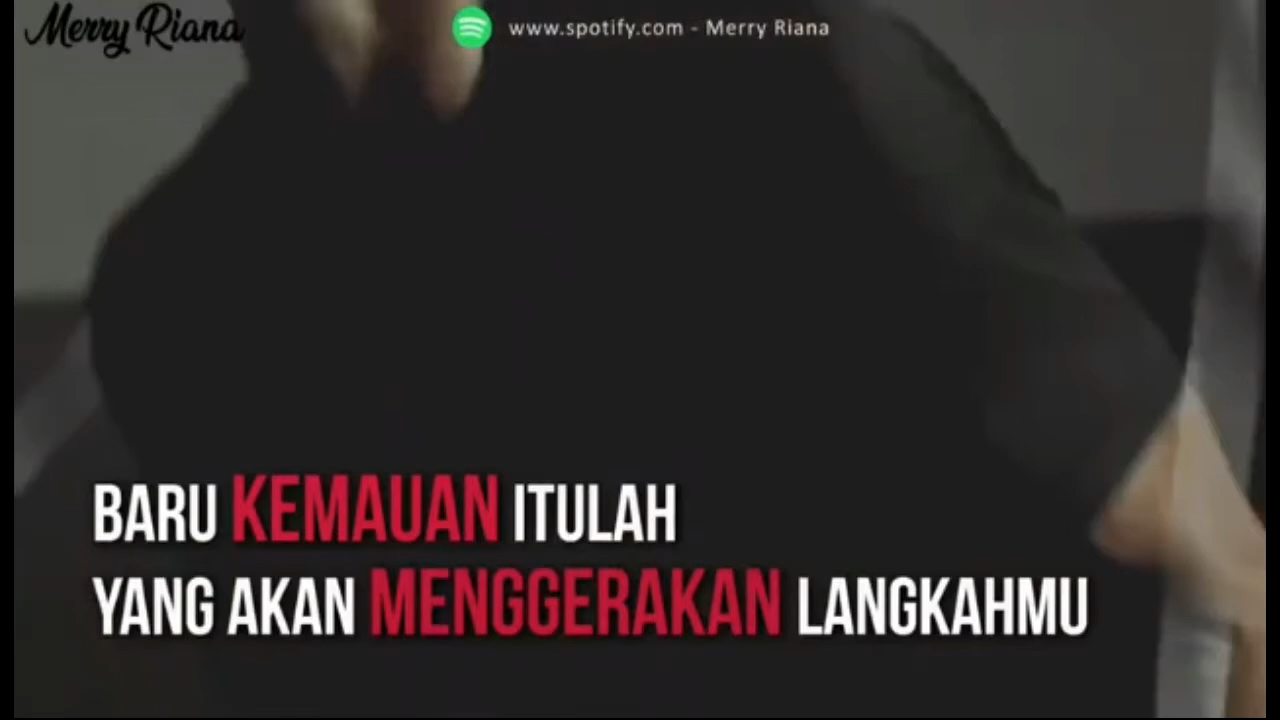 Merry Riana
www.spotify.com - Merry Riana
BARU KEMAUAN ITULAH
YANG AKAN MENGGERAKAN LANGKAHMU